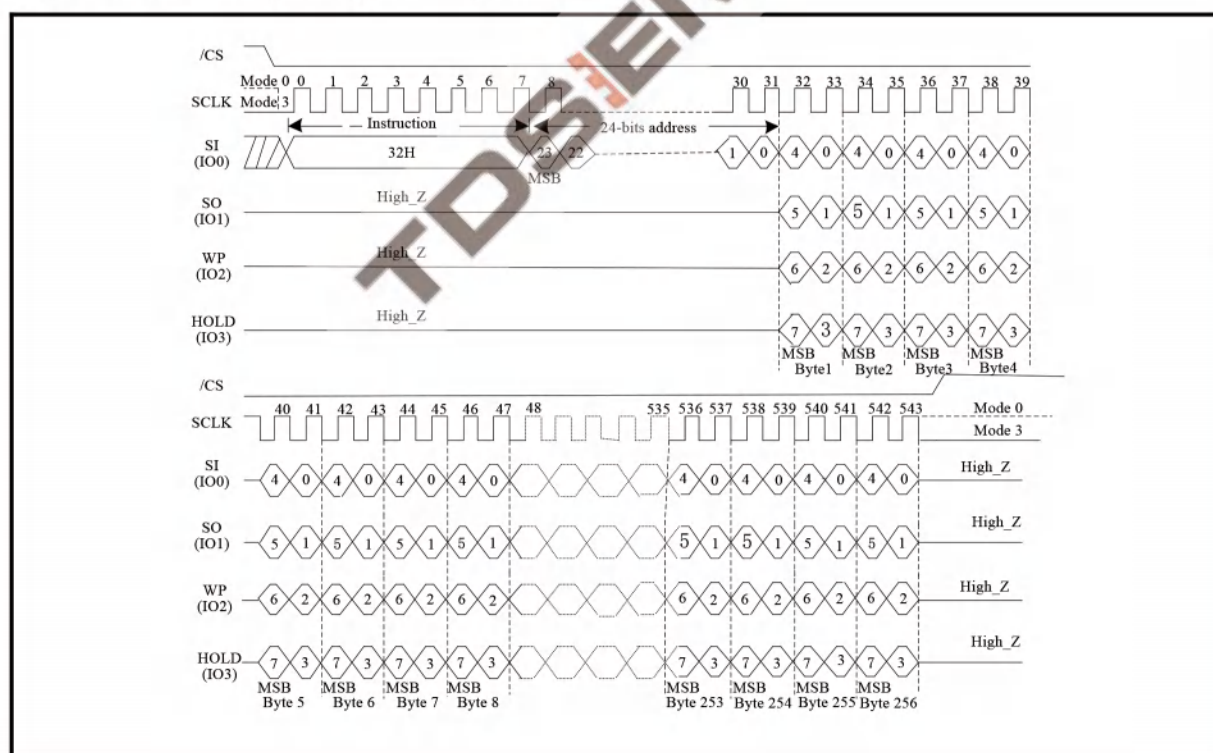 TDSEM
/CS
Mode 0 0 1 2 3 4 5 6 7 8 30 31 32 33 34 35 36 37 38 39
SCLK Mode 3
Instruction 24-bits address
SI
(IO0) 32H 23 22 1 0 4 0 4 0 4 0 4 0
MSB
SO
(IO1) High_Z 5 1 5 1 5 1 5 1
WP
(IO2) High_Z 6 2 6 2 6 2 6 2
HOLD
(IO3) High_Z 7 3 7 3 7 3 7 3
MSB MSB MSB MSB
Byte1 Byte2 Byte3 Byte4
/CS
40 41 42 43 44 45 46 47 48 535 536 537 538 539 540 541 542 543 Mode 0
SCLK Mode 3
SI
(IO0) 4 0 4 0 4 0 4 0 4 0 4 0 4 0 4 0 High_Z
SO
(IO1) 5 1 5 1 5 1 5 1 5 1 5 1 5 1 5 1 High_Z
WP
(IO2) 6 2 6 2 6 2 6 2 6 2 6 2 6 2 6 2 High_Z
HOLD
(IO3) 7 3 7 3 7 3 7 3 7 3 7 3 7 3 7 3 High_Z
MSB MSB MSB MSB MSB MSB MSB MSB
Byte 5 Byte 6 Byte 7 Byte 8 Byte 253 Byte 254 Byte 255 Byte 256